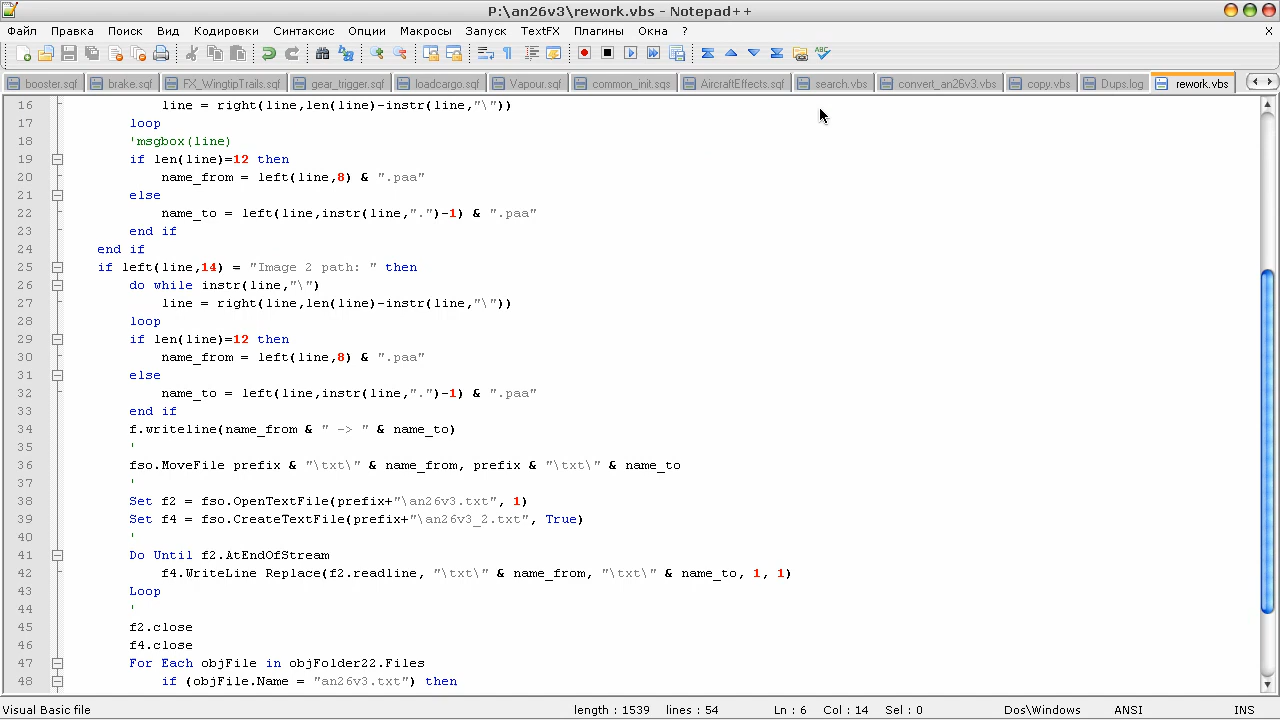 P:\an26v3\rework.vbs - Notepad++
Файл Правка Поиск Вид Кодировки Синтаксис Опции Макросы Запуск TextFX Плагины Окна ? X
booster.sqf brake.sqf FX_WingtipTrails.sqf gear_trigger.sqf loadcargo.sqf Vapour.sqf common_init.sqs AircraftEffects.sqf search.vbs convert_an26v3.vbs copy.vbs Dups.log rework.vbs
16 line = right(line,len(line)-instr(line,"\"))
17 loop
18 'msgbox(line)
19 if len(line)=12 then
20 name_from = left(line,8) & ".paa"
21 else
22 name_to = left(line,instr(line,".")-1) & ".paa"
23 end if
24 end if
25 if left(line,14) = "Image 2 path: " then
26 do while instr(line,"\")
27 line = right(line,len(line)-instr(line,"\"))
28 loop
29 if len(line)=12 then
30 name_from = left(line,8) & ".paa"
31 else
32 name_to = left(line,instr(line,".")-1) & ".paa"
33 end if
34 f.writeline(name_from & " -> " & name_to)
35 '
36 fso.MoveFile prefix & "\txt\" & name_from, prefix & "\txt\" & name_to
37 '
38 Set f2 = fso.OpenTextFile(prefix+"\an26v3.txt", 1)
39 Set f4 = fso.CreateTextFile(prefix+"\an26v3_2.txt", True)
40 '
41 Do Until f2.AtEndOfStream
42 f4.WriteLine Replace(f2.readline, "\txt\" & name_from, "\txt\" & name_to, 1, 1)
43 Loop
44 '
45 f2.close
46 f4.close
47 For Each objFile in objFolder22.Files
48 if (objFile.Name = "an26v3.txt") then
Visual Basic file length : 1539 lines : 54 Ln : 6 Col : 14 Sel : 0 Dos\Windows ANSI INS